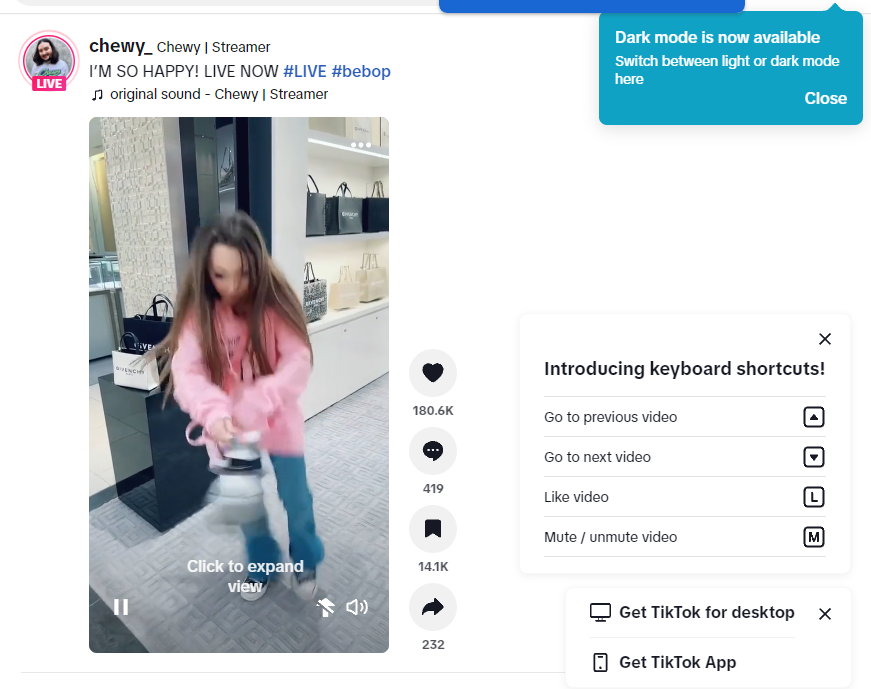 Dark mode is now available
Switch between light or dark mode
here
Close
chewy_ Chewy | Streamer
I'M SO HAPPY! LIVE NOW #LIVE #bebop
LIVE
original sound - Chewy | Streamer
GIVENCHY
GIVENCHY
Click to expand
view
180.6K
419
14.1K
232
Introducing keyboard shortcuts!
Go to previous video
Go to next video
Like video L
Mute / unmute video M
Get TikTok for desktop
Get TikTok App